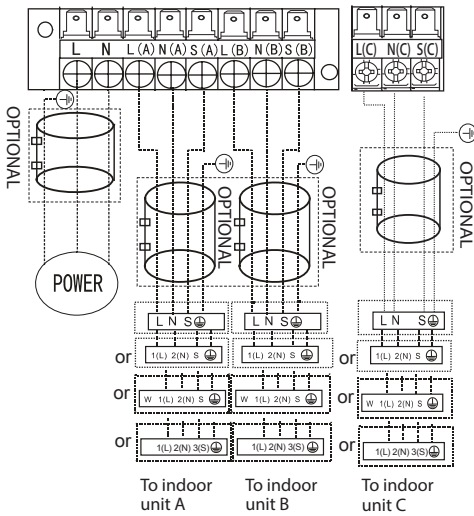 L N L(A) N(A) S(A) L(B) N(B) S(B)
L(C) N(C) S(C)
OPTIONAL
OPTIONAL
OPTIONAL
OPTIONAL
POWER
L N S
L N S
L N S
or 1(L) 2(N) S
1(L) 2(N) S
or 1(L) 2(N) S
or W 1(L) 2(N) S
W 1(L) 2(N) S
or W 1(L) 2(N) S
or 1(L) 2(N) 3(S)
1(L) 2(N) 3(S)
or 1(L) 2(N) 3(S)
To indoor
unit A
To indoor
unit B
To indoor
unit C